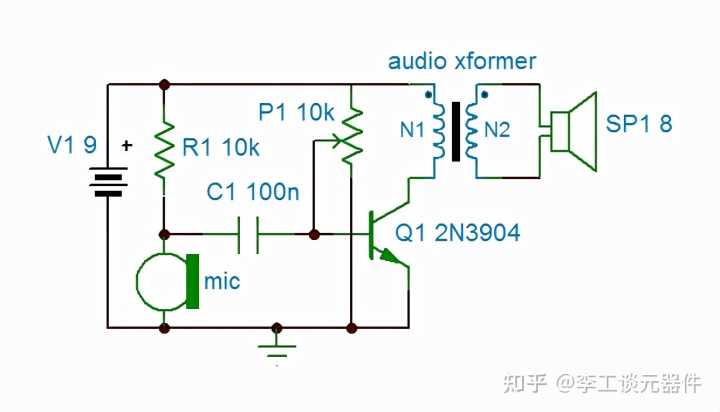 audio xformer
P1 10k
V1 9 +
R1 10k
N1
N2
SP1 8
C1 100n
Q1 2N3904
mic
知乎 @李工谈元器件